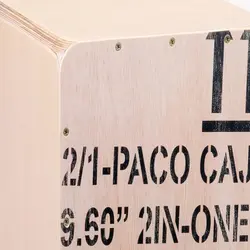 2/1-PACO CAJ
9.60” 2IN-ONE